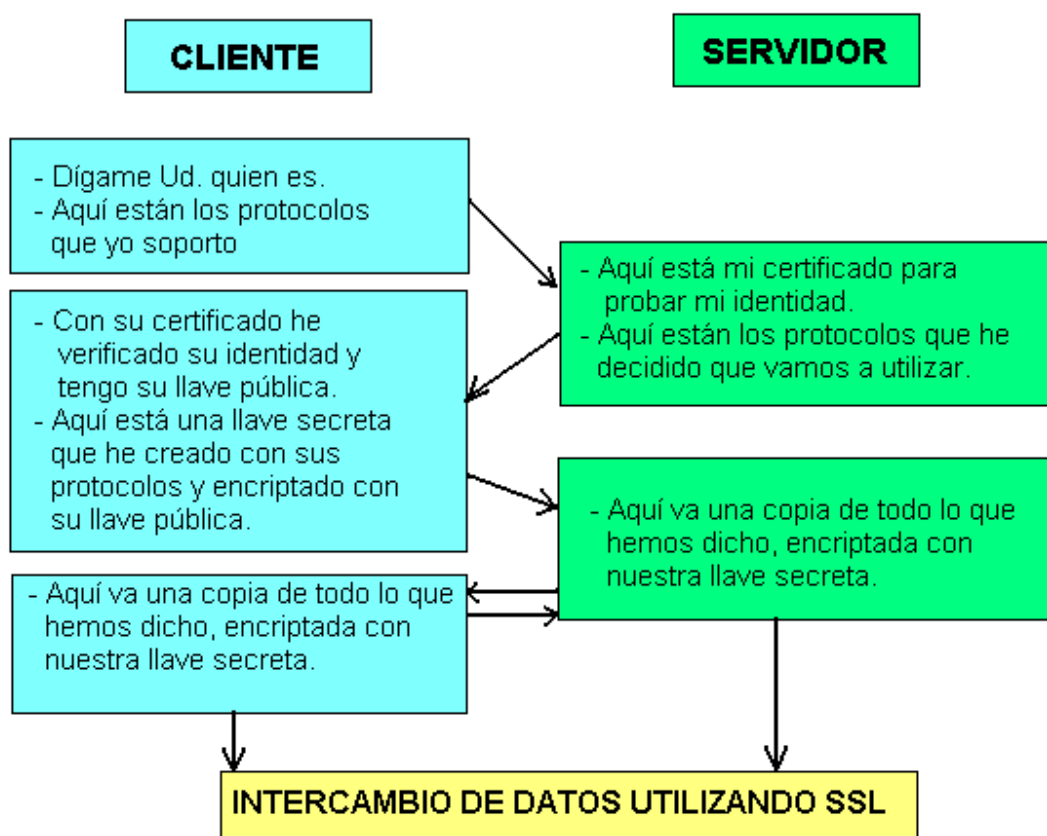 CLIENTE
SERVIDOR
- Dígame Ud. quien es.
- Aquí están los protocolos
que yo soporto
- Aquí está mi certificado para
probar mi identidad.
- Aquí están los protocolos que he
decidido que vamos a utilizar.
- Con su certificado he
verificado su identidad y
tengo su llave pública.
- Aquí está una llave secreta
que he creado con sus
protocolos y encriptado con
su llave pública.
- Aquí va una copia de todo lo que
hemos dicho, encriptada con
nuestra llave secreta.
- Aquí va una copia de todo lo que
hemos dicho, encriptada con
nuestra llave secreta.
INTERCAMBIO DE DATOS UTILIZANDO SSL